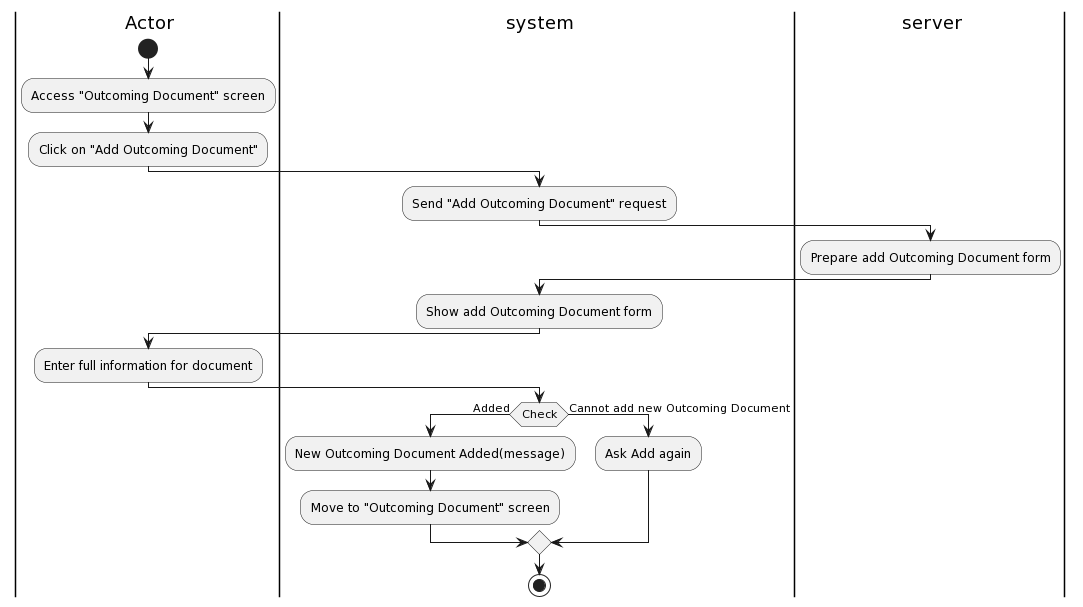 Actor
system
server
Access "Outcoming Document" screen
Click on "Add Outcoming Document"
Send "Add Outcoming Document" request
Prepare add Outcoming Document form
Show add Outcoming Document form
Enter full information for document
Added
Check
Cannot add new Outcoming Document
New Outcoming Document Added(message)
Ask Add again
Move to "Outcoming Document" screen